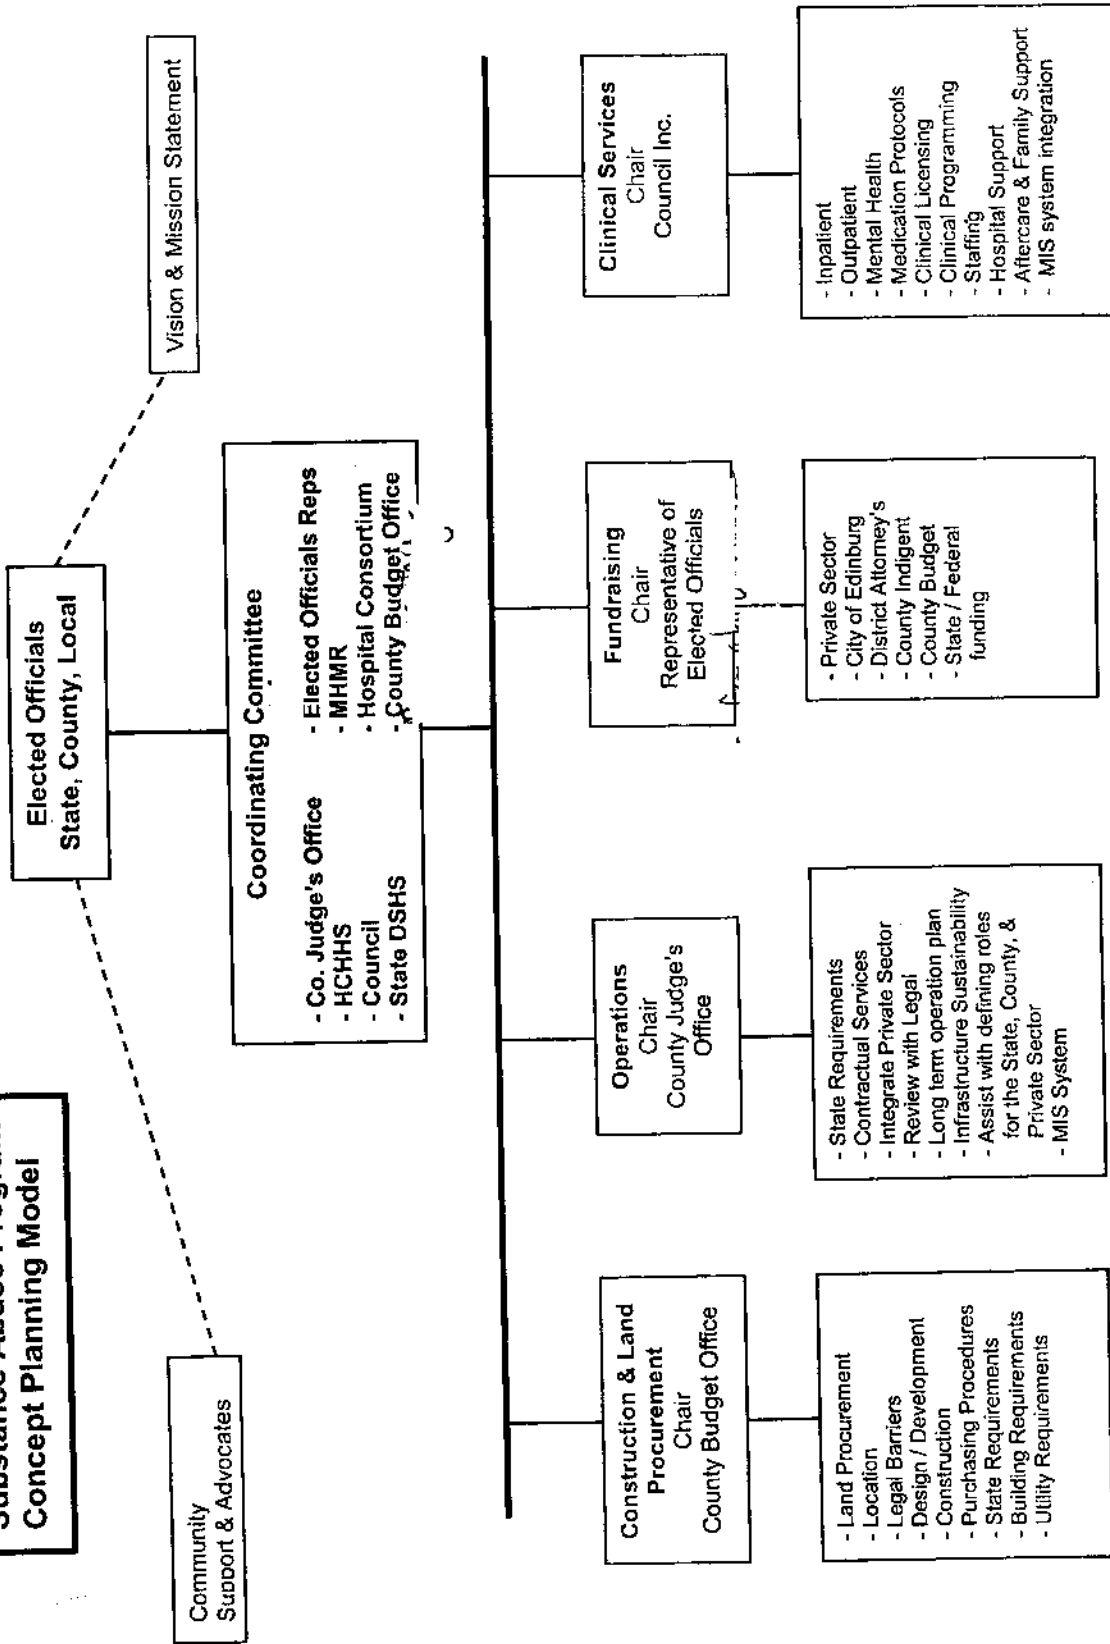 Substance Abuse Program
Concept Planning Model
Elected Officials
State, County, Local
Community
Support & Advocates
Vision & Mission Statement
Coordinating Committee
- Co. Judge's Office
- HCHHS
- Council
- State DSHS
- Elected Officials Reps
- MHMR
- Hospital Consortium
- County Budget Office
Construction & Land
Procurement
Chair
County Budget Office
Operations
Chair
County Judge's
Office
Fundraising
Chair
Representative of
Elected Officials
Clinical Services
Chair
Council Inc.
- Land Procurement
- Location
- Legal Barriers
- Design / Development
- Construction
- Purchasing Procedures
- State Requirements
- Building Requirements
- Utility Requirements
- State Requirements
- Contractual Services
- Integrate Private Sector
- Review with Legal
- Long term operation plan
- Infrastructure Sustainability
- Assist with defining roles
for the State, County, &
Private Sector
- MIS System
- Private Sector
- City of Edinburg
- District Attorney's
- County Indigent
- County Budget
- State / Federal
funding
- Inpatient
- Outpatient
- Mental Health
- Medication Protocols
- Clinical Licensing
- Clinical Programming
- Staffing
- Hospital Support
- Aftercare & Family Support
- MIS system integration